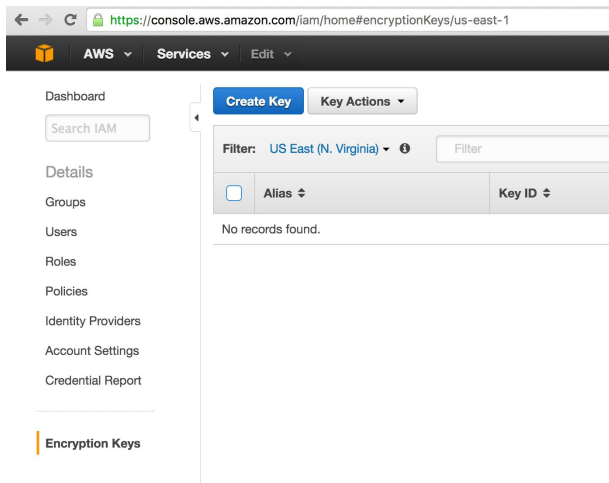 https://console.aws.amazon.com/iam/home#encryptionKeys/us-east-1
AWS Services Edit
Dashboard
Search IAM
Details
Groups
Users
Roles
Policies
Identity Providers
Account Settings
Credential Report
Encryption Keys
Create Key Key Actions
Filter: US East (N. Virginia) Filter
Alias Key ID
No records found.